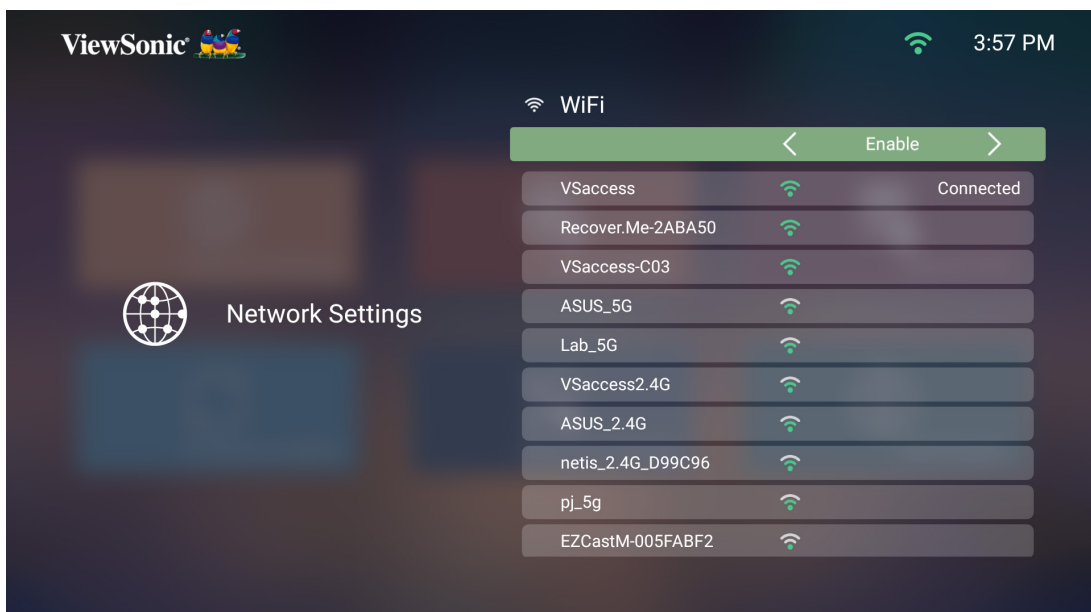 ViewSonic
3:57 PM
WiFi
Enable
VSaccess Connected
Recover.Me-2ABA50
VSaccess-C03
ASUS_5G
Lab_5G
VSaccess2.4G
ASUS_2.4G
netis_2.4G_D99C96
pj_5g
EZCastM-005FABF2
Network Settings